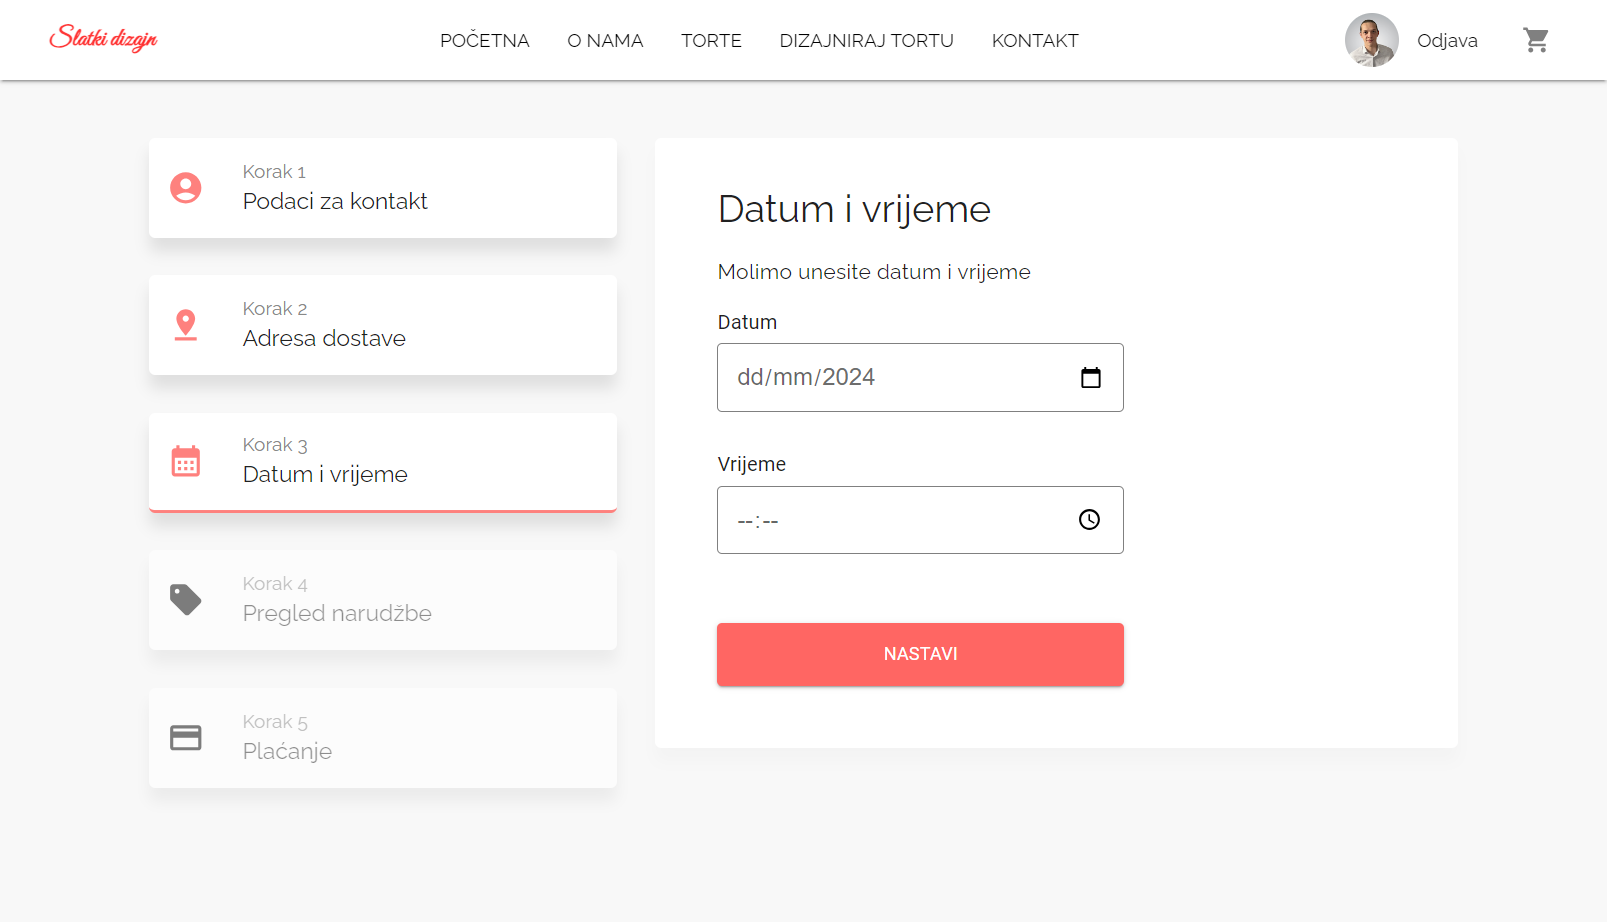 Slatki dizajn
POČETNA
O NAMA
TORTE
DIZAJNIRAJ TORTU
KONTAKT
Odjava
Korak 1
Podaci za kontakt
Korak 2
Adresa dostave
Korak 3
Datum i vrijeme
Korak 4
Pregled narudžbe
Korak 5
Plaćanje
Datum i vrijeme
Molimo unesite datum i vrijeme
Datum
dd/mm/2024
Vrijeme
--:--
NASTAVI